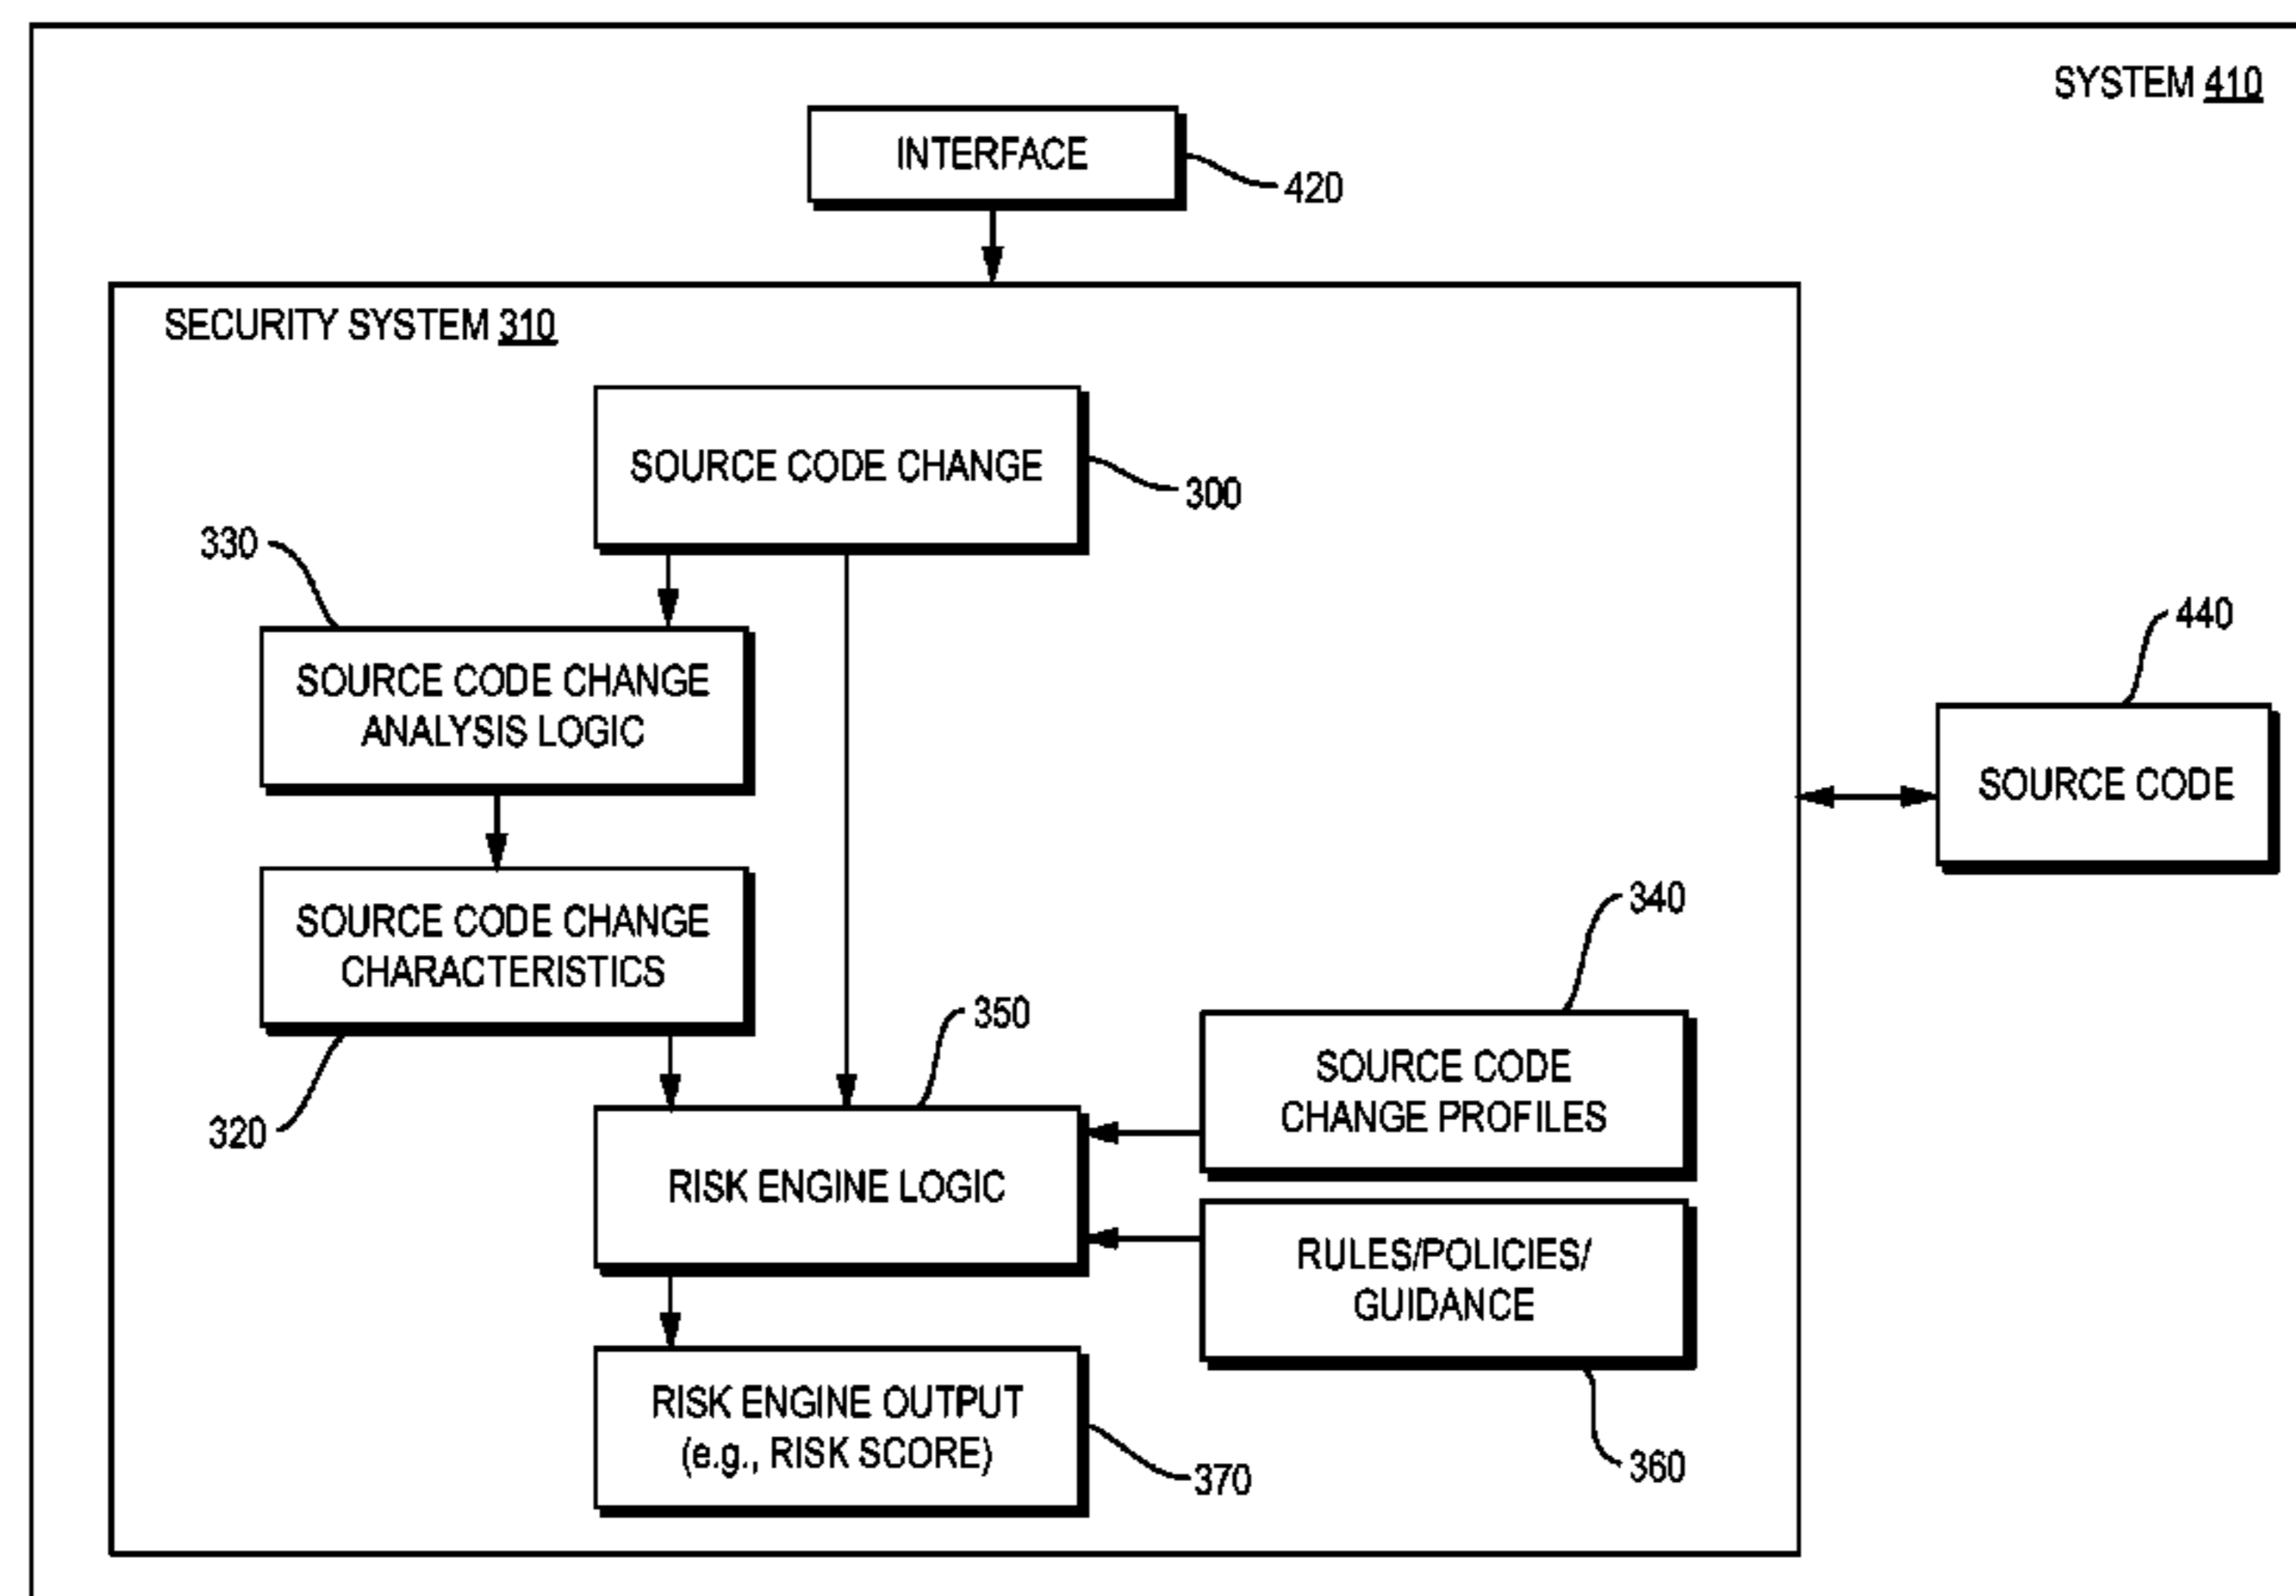 SYSTEM 410
INTERFACE
420
SECURITY SYSTEM 310
SOURCE CODE CHANGE
300
330
SOURCE CODE CHANGE
ANALYSIS LOGIC
440
SOURCE CODE
SOURCE CODE CHANGE
CHARACTERISTICS
320
340
350
SOURCE CODE
CHANGE PROFILES
RISK ENGINE LOGIC
RULES/POLICIES/
GUIDANCE
360
RISK ENGINE OUTPUT
(e.g., RISK SCORE)
370